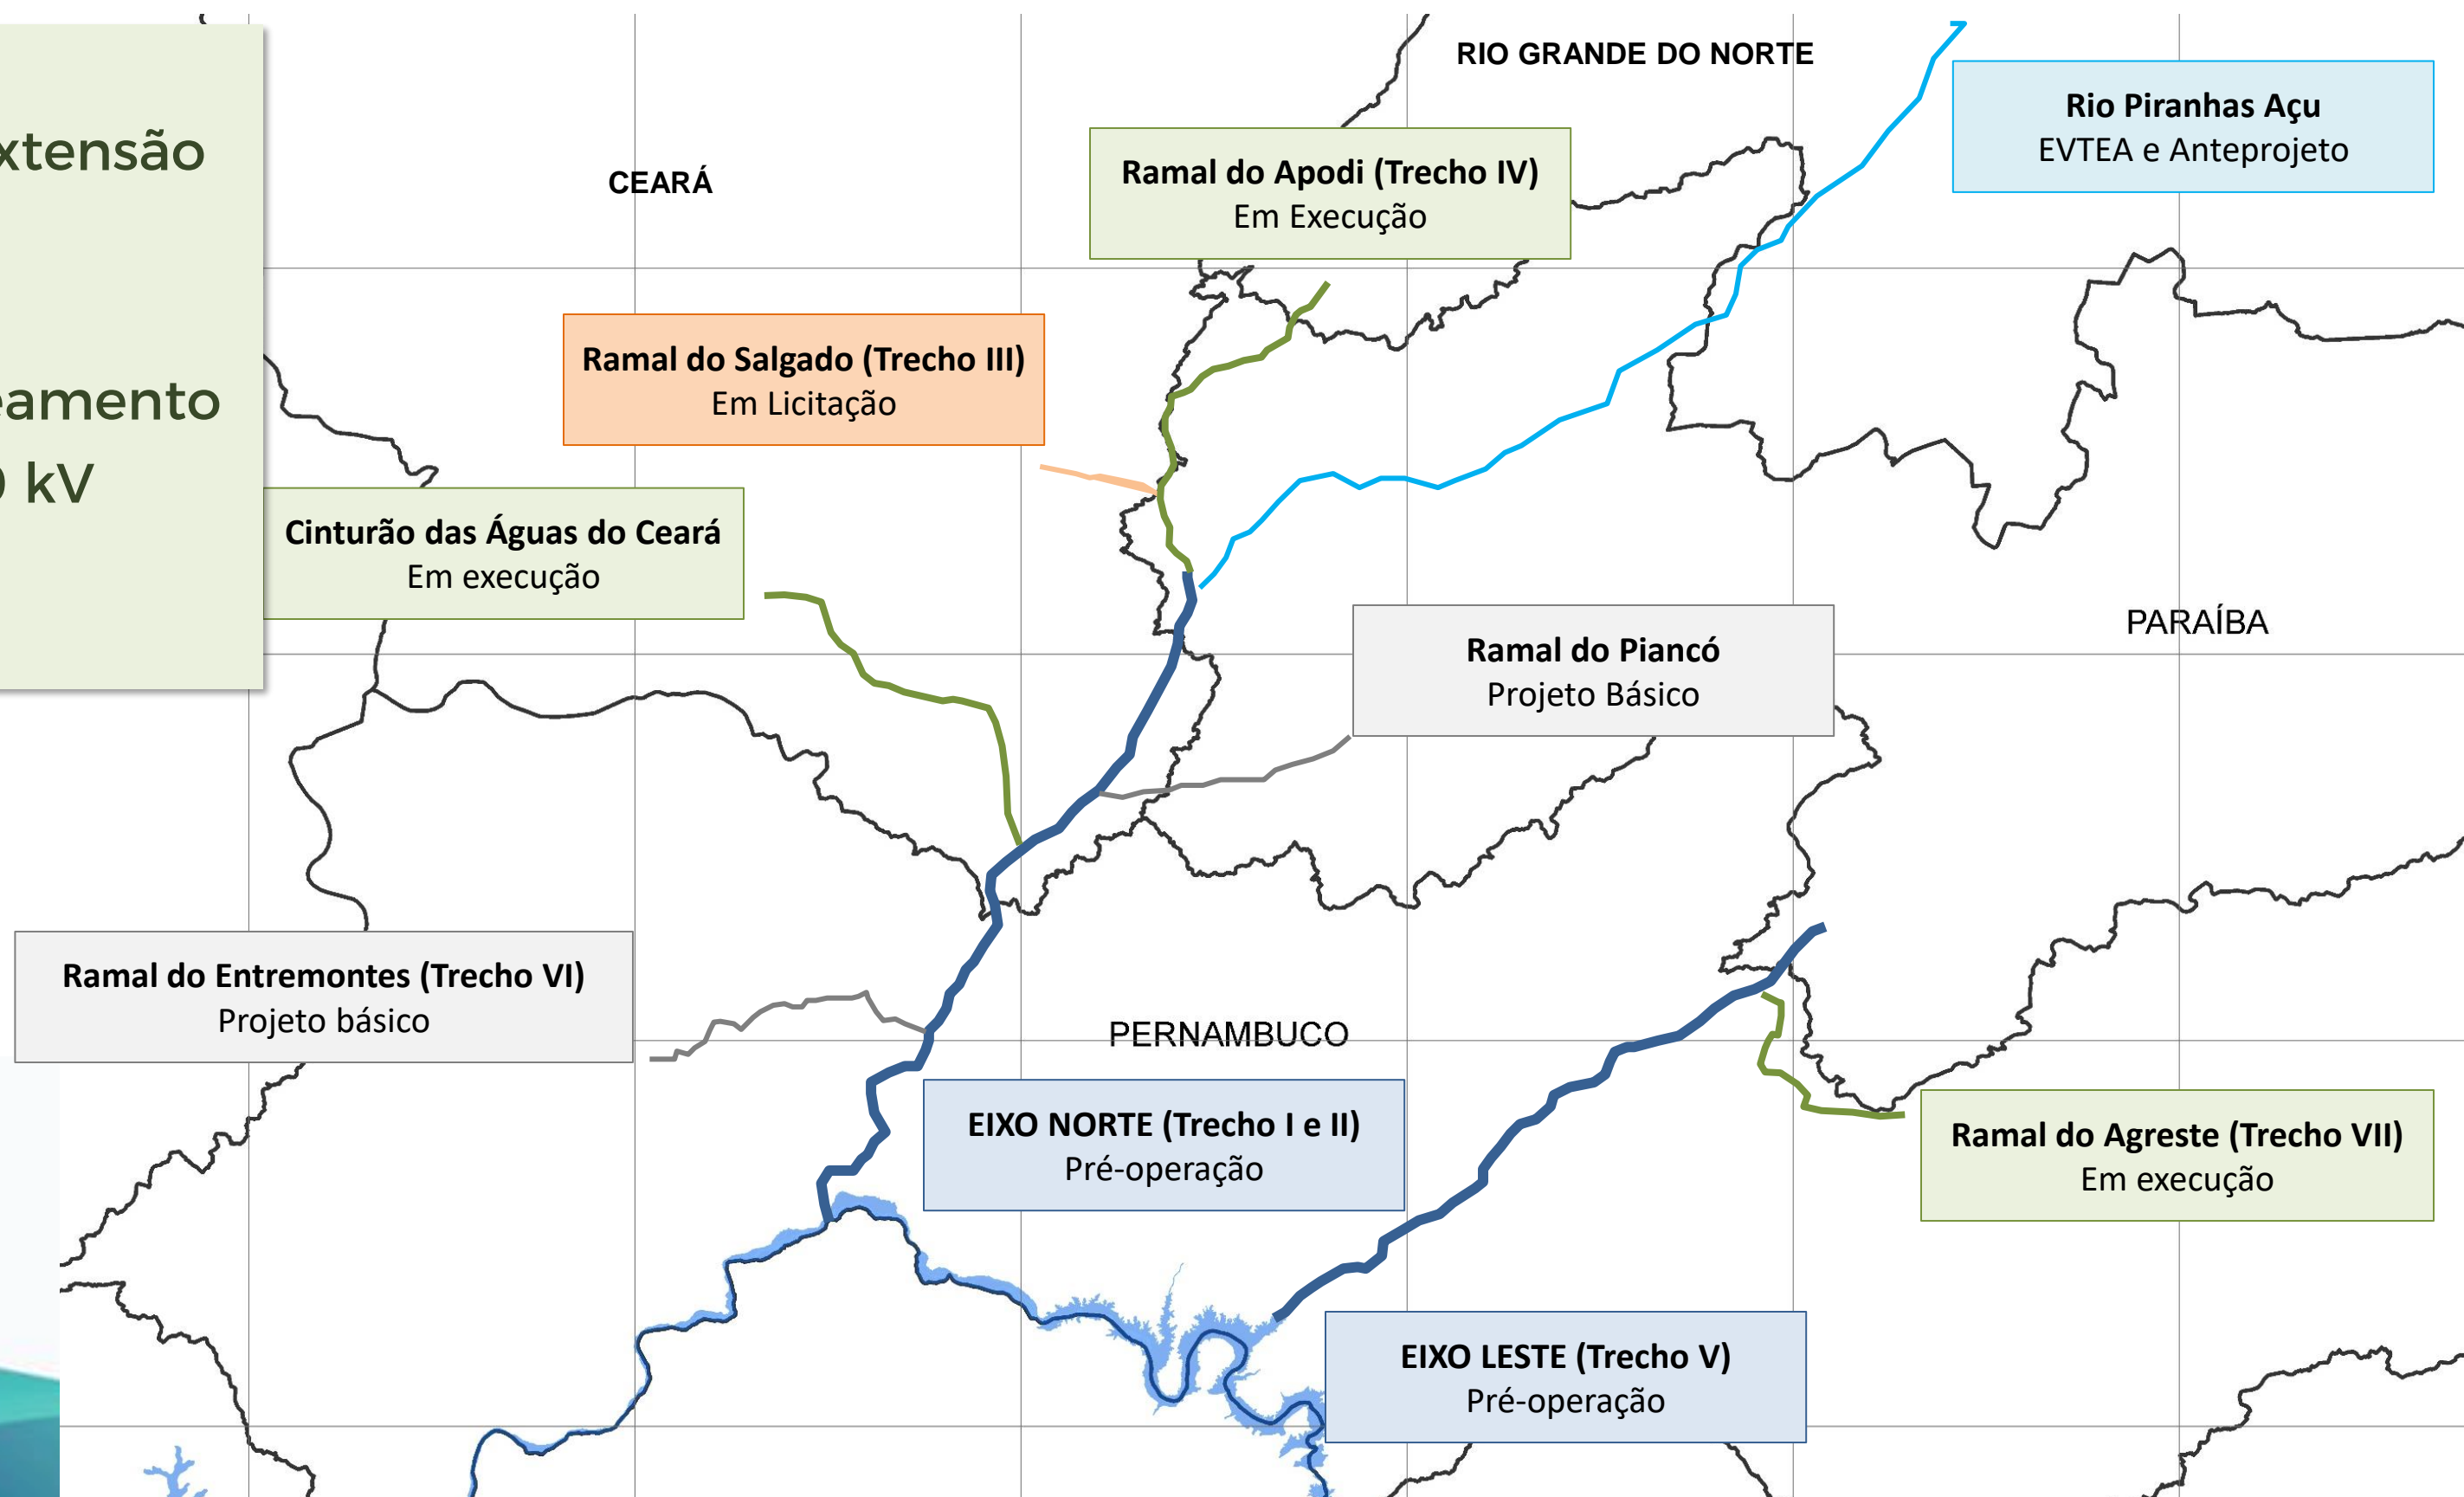 RIO GRANDE DO NORTE
Rio Piranhas Açu
EVTEA e Anteprojeto
Ramal do Apodi (Trecho IV)
Em Execução
CEARÁ
Ramal do Salgado (Trecho III)
Em Licitação
kV
Cinturão das Águas do Ceará
Em execução
PARAÍBA
Ramal do Piancó
Projeto Básico
Ramal do Entremontes (Trecho VI)
Projeto básico
PERNAMBUCO
EIXO NORTE (Trecho I e II)
Pré-operação
Ramal do Agreste (Trecho VII)
Em execução
EIXO LESTE (Trecho V)
Pré-operação